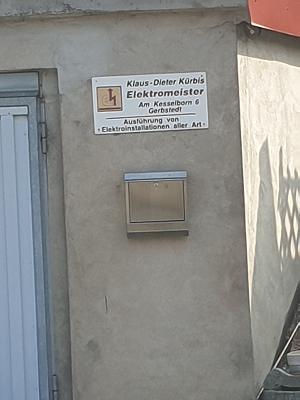 Klaus-Dieter Kürbis
Elektromeister
Am Kesselborn 6
Gerbstedt
Ausführung von
• Elektroinstallationen aller Art •